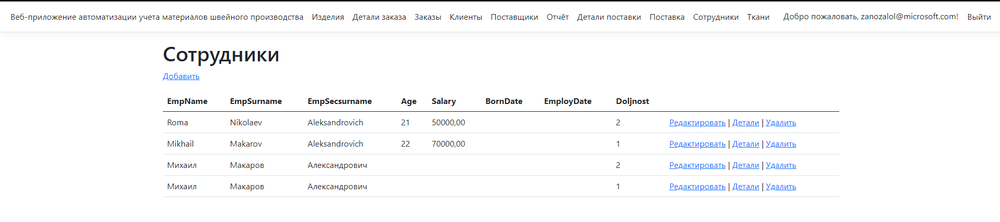 Веб-приложение автоматизации учета материалов швейного производства Изделия Детали заказа Заказы Клиенты Поставщики Отчёт Детали поставки Поставка Сотрудники Ткани Добро пожаловать, zanozalol@microsoft.com! Выйти
Сотрудники
Добавить
EmpName EmpSurname EmpSecsurname Age Salary BornDate EmployDate Doljnost
Roma Nikolaev Aleksandrovich 21 50000,00 2 Редактировать | Детали | Удалить
Mikhail Makarov Aleksandrovich 22 70000,00 1 Редактировать | Детали | Удалить
Михаил Макаров Александрович 2 Редактировать | Детали | Удалить
Михаил Макаров Александрович 1 Редактировать | Детали | Удалить